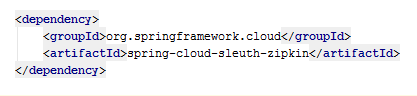 <dependency>
    <groupId>org.springframework.cloud</groupId>
    <artifactId>spring-cloud-sleuth-zipkin</artifactId>
</dependency>